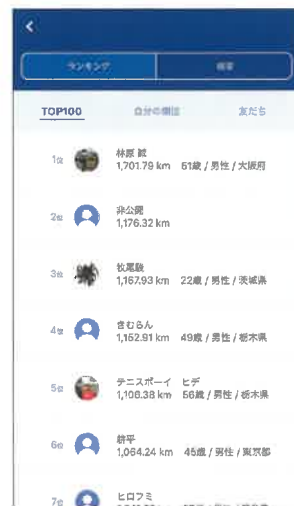 ランキング 概要
TOP100 自分の順位 友だち
1位 林原 誠
1,701.79 km 51歳 / 男性 / 大阪府
2位 非公開
1,176.32 km
3位 牧尾駿
1,167.93 km 22歳 / 男性 / 茨城県
4位 きむらん
1,152.91 km 49歳 / 男性 / 栃木県
5位 テニスボーイ ヒデ
1,106.38 km 56歳 / 男性 / 栃木県
6位 耕平
1,064.24 km 45歳 / 男性 / 東京都
7位 ヒロフミ